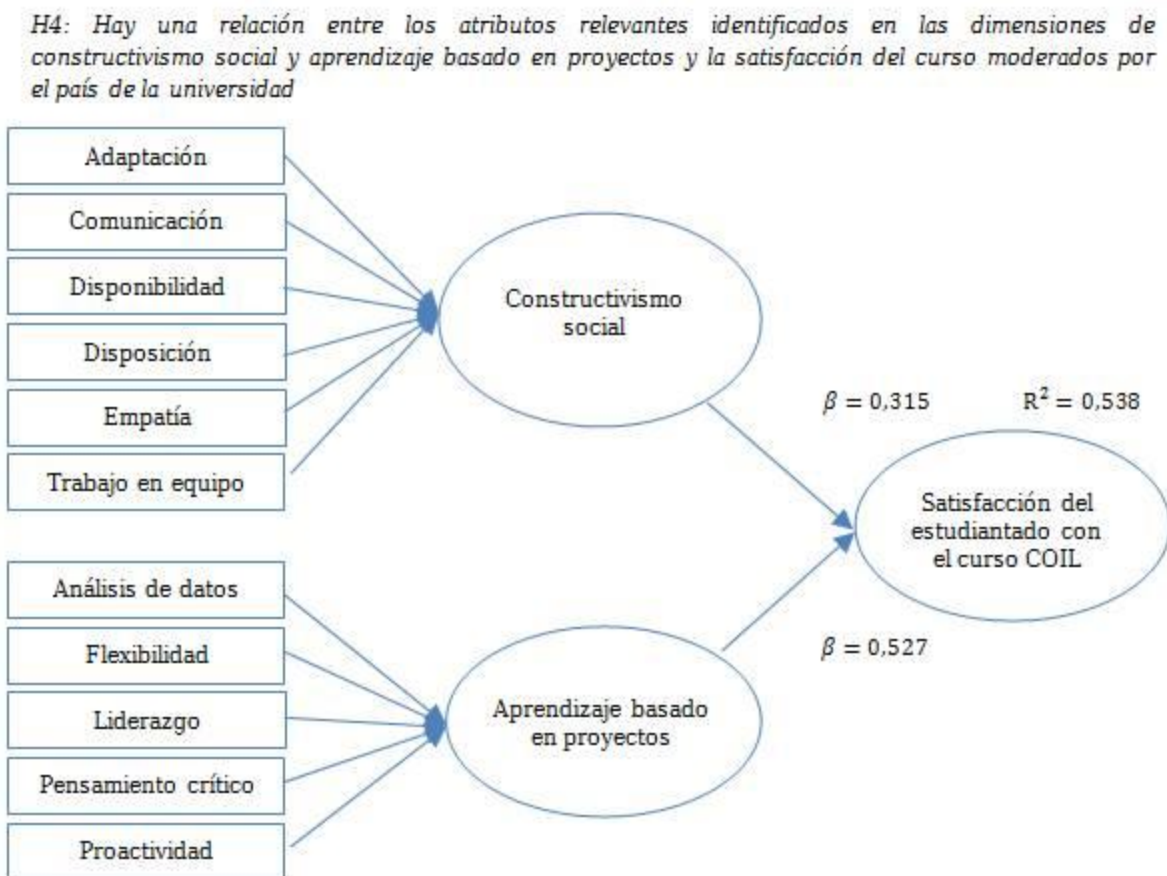 H4: Hay una relación entre los atributos relevantes identificados en las dimensiones de
constructivismo social y aprendizaje basado en proyectos y la satisfacción del curso moderados por
el país de la universidad
Adaptación
Comunicación
Disponibilidad
Disposición
Empatía
Trabajo en equipo
Constructivismo
social
β = 0,315
R² = 0,538
Satisfacción del
estudiantado con
el curso COIL
Análisis de datos
Flexibilidad
Liderazgo
Pensamiento crítico
Proactividad
Aprendizaje basado
en proyectos
β = 0,527